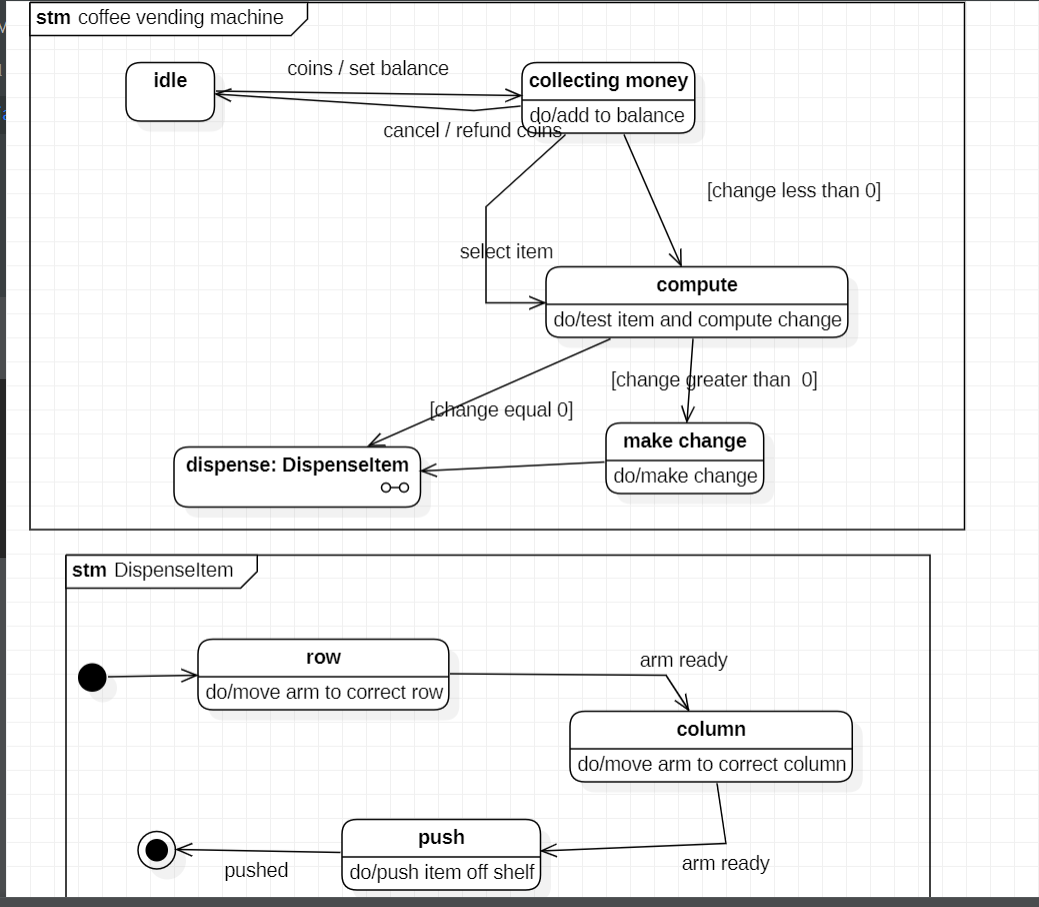 stm coffee vending machine
idle
coins / set balance
collecting money
do/add to balance
cancel / refund coins
[change less than 0]
select item
compute
do/test item and compute change
[change greater than  0]
[change equal 0]
make change
do/make change
dispense: DispenseItem
stm DispenseItem
row
do/move arm to correct row
arm ready
column
do/move arm to correct column
push
do/push item off shelf
arm ready
pushed